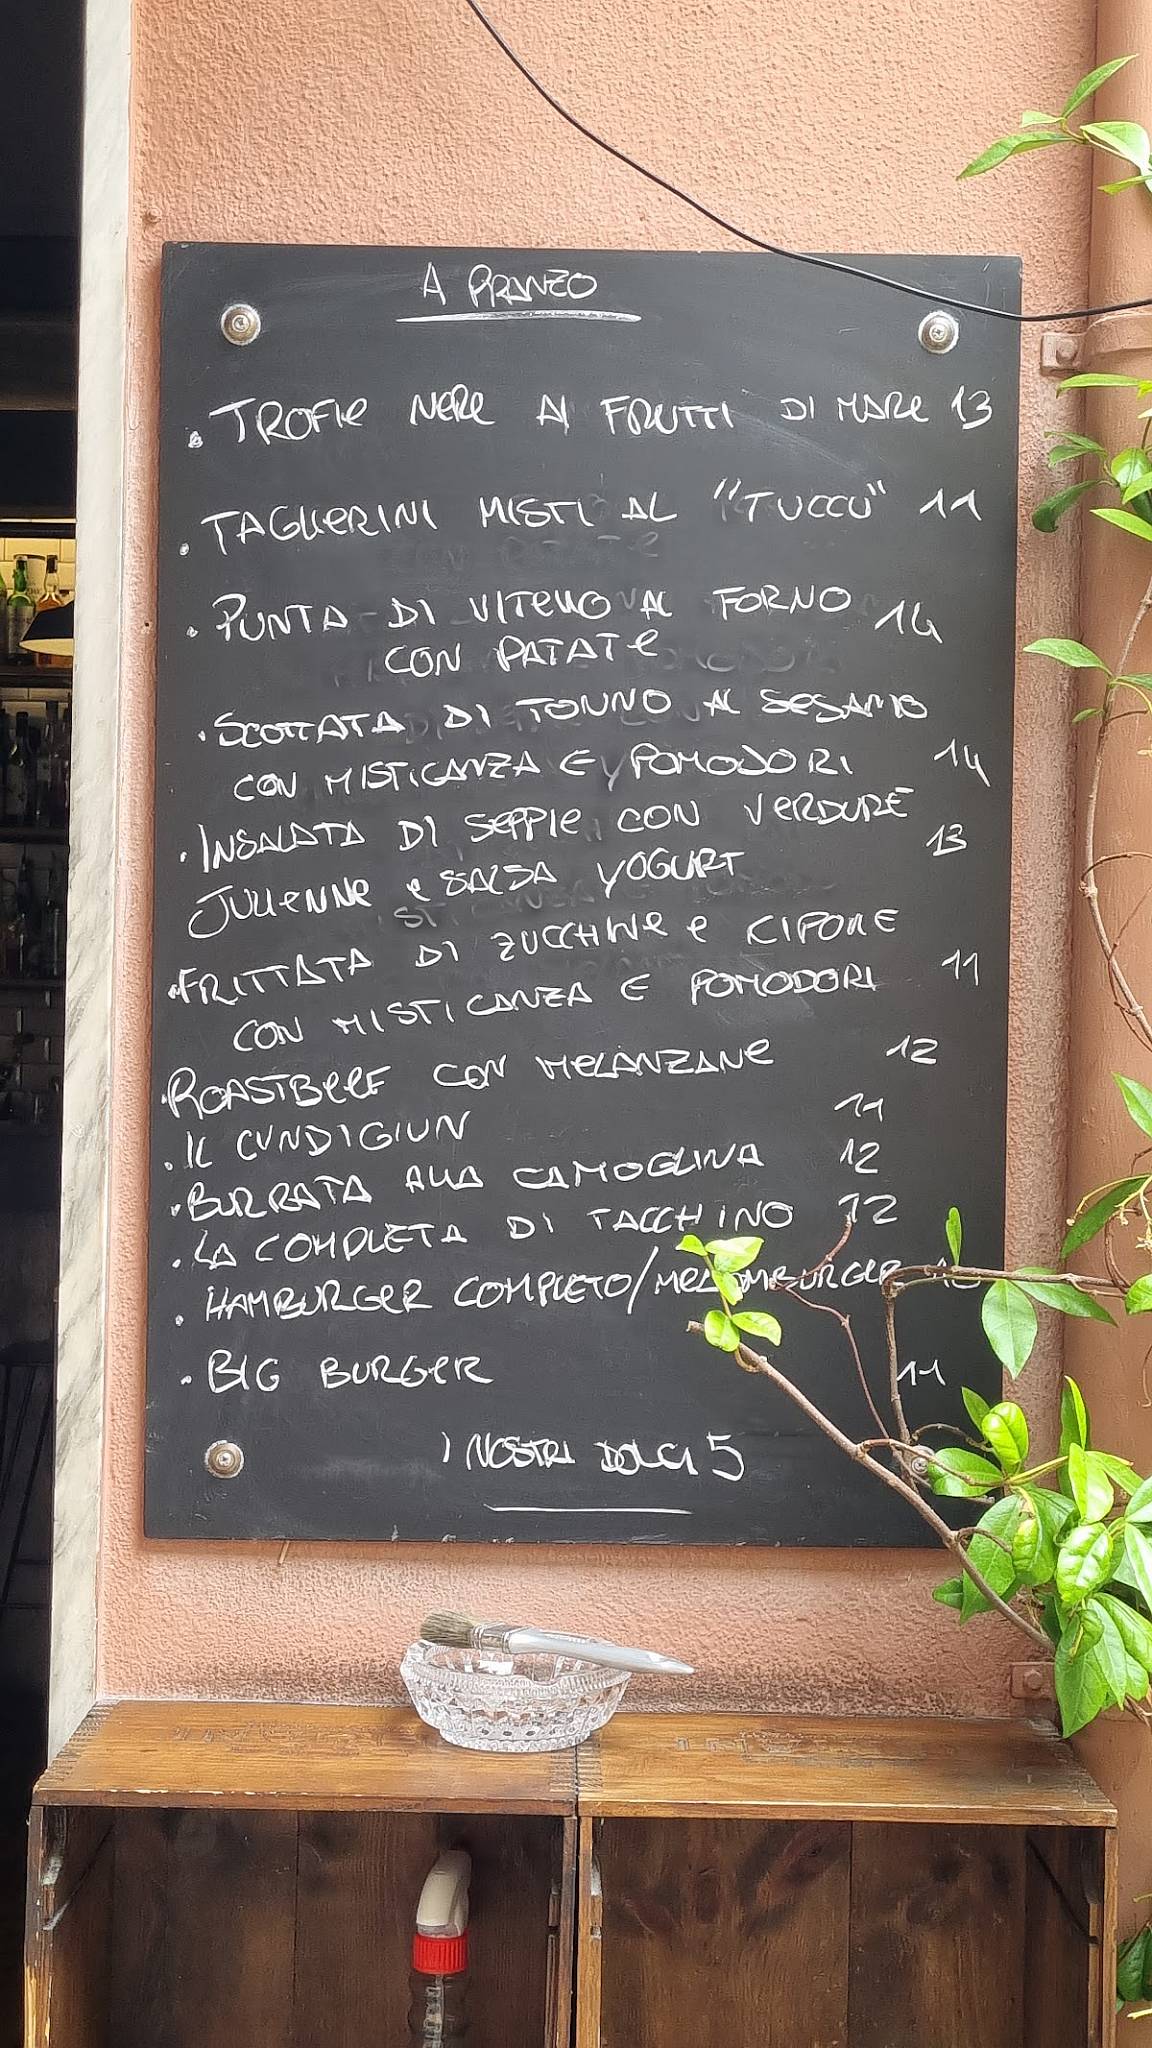 A PRANZO
• TROFIE NERE AI FRUTTI DI MARE 13
• TAGLIERINI MISTI AL "TUCCU" 11
• PUNTA DI VITELLO AL FORNO 14
CON PATATE
• SCOTTATA DI TONNO AL SESAMO
CON MISTICANZA E POMODORI 14
• INSALATA DI SEPPIE CON VERDURE
JULIENNE e SALSA YOGURT 13
• FRITTATA DI ZUCCHINE e CIPOLLE
CON MISTICANZA E POMODORI 11
• ROASTBEEF CON MELANZANE 12
• IL CUNDIGIUN 11
• BURRATA ALLA CAMOGLINA 12
• LA COMPLETA DI TACCHINO 12
• HAMBURGER COMPLETO/MELAMBURGER
• BIG BURGER 11
I NOSTRI DOLCI 5